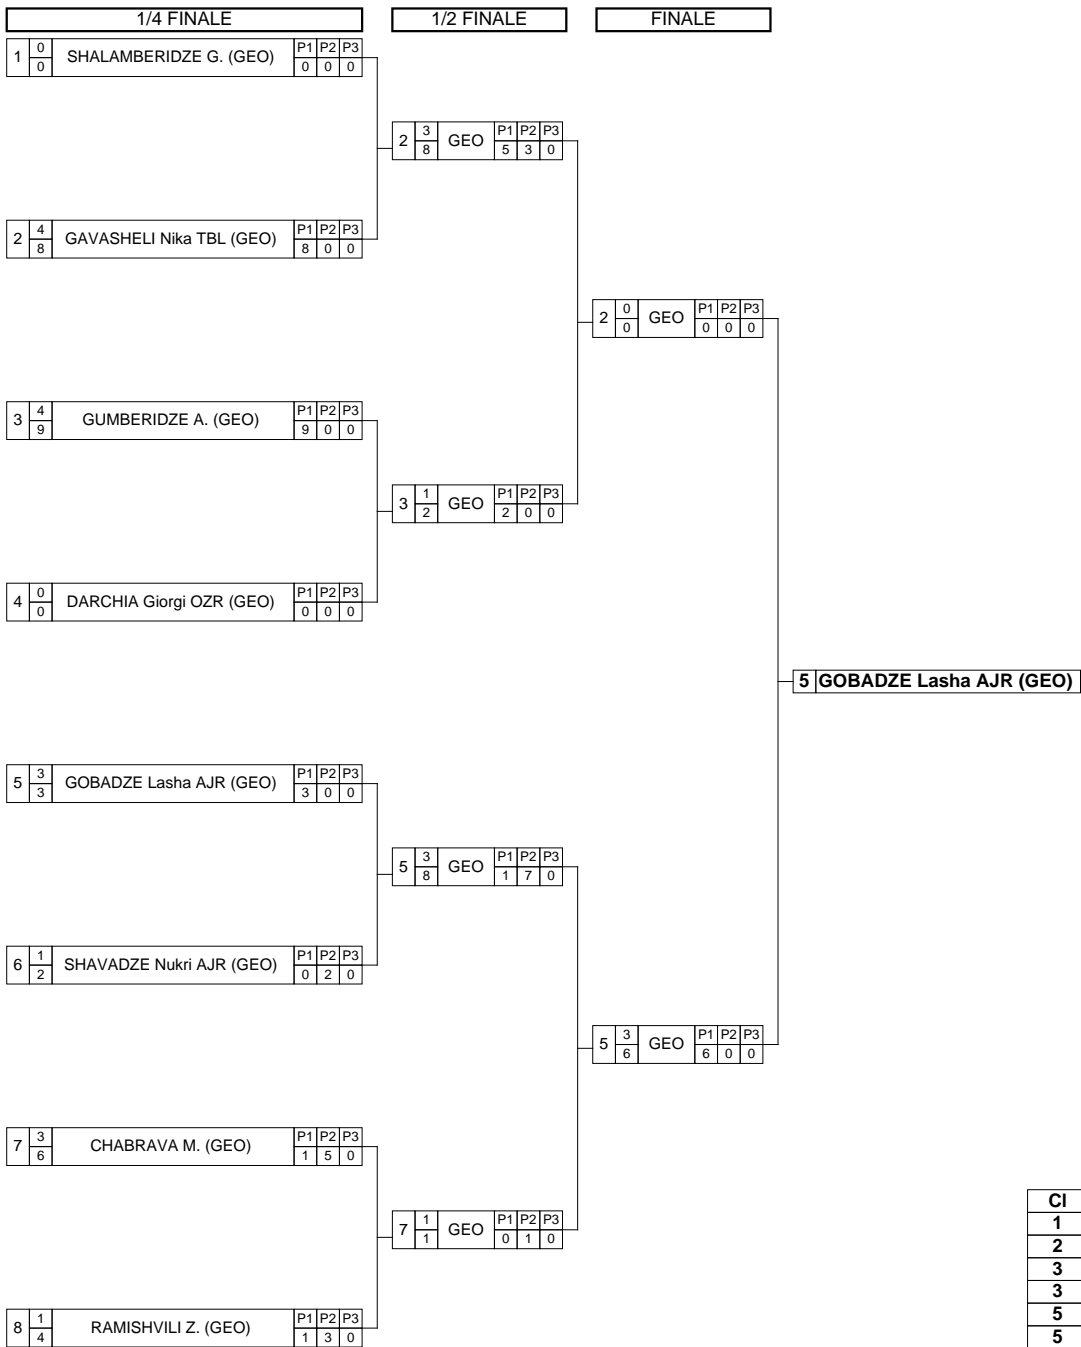 1/4 FINALE 1/2 FINALE FINALE
1 0 0 SHALAMBERIDZE G. (GEO) P1 P2 P3 0 0 0
2 3 8 GEO P1 P2 P3 5 3 0
2 4 8 GAVASHELI Nika TBL (GEO) P1 P2 P3 8 0 0
2 0 0 GEO P1 P2 P3 0 0 0
3 4 9 GUMBERIDZE A. (GEO) P1 P2 P3 9 0 0
3 1 2 GEO P1 P2 P3 2 0 0
4 0 0 DARCHIA Giorgi OZR (GEO) P1 P2 P3 0 0 0
5 GOBADZE Lasha AJR (GEO)
5 3 3 GOBADZE Lasha AJR (GEO) P1 P2 P3 3 0 0
5 3 8 GEO P1 P2 P3 1 7 0
6 1 2 SHAVADZE Nukri AJR (GEO) P1 P2 P3 0 2 0
5 3 6 GEO P1 P2 P3 6 0 0
7 3 6 CHABRAVA M. (GEO) P1 P2 P3 1 5 0
7 1 1 GEO P1 P2 P3 0 1 0
8 1 4 RAMISHVILI Z. (GEO) P1 P2 P3 1 3 0
Cl
1
2
3
3
5
5